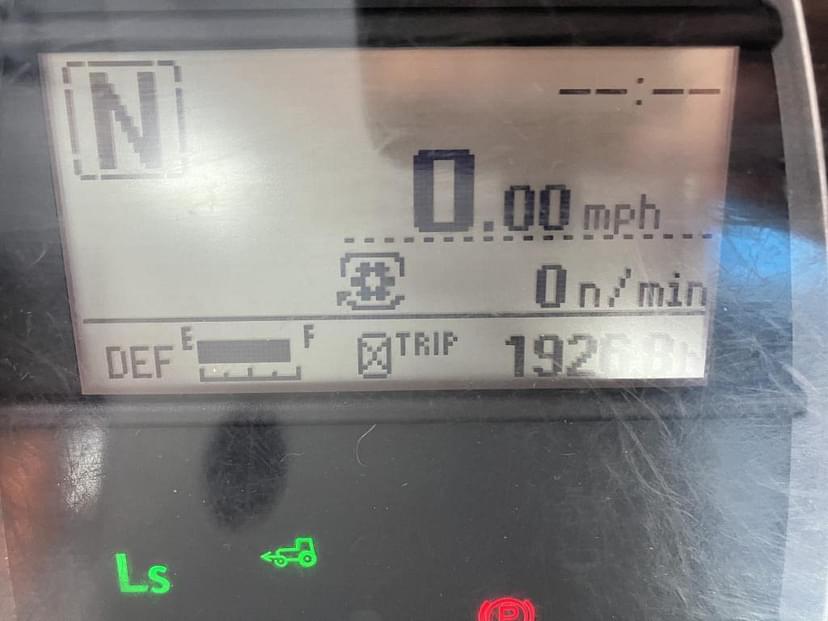 N
--:--
0.00 mph
0 n/min
DEF E F TRIP 1926.8h
Ls
P